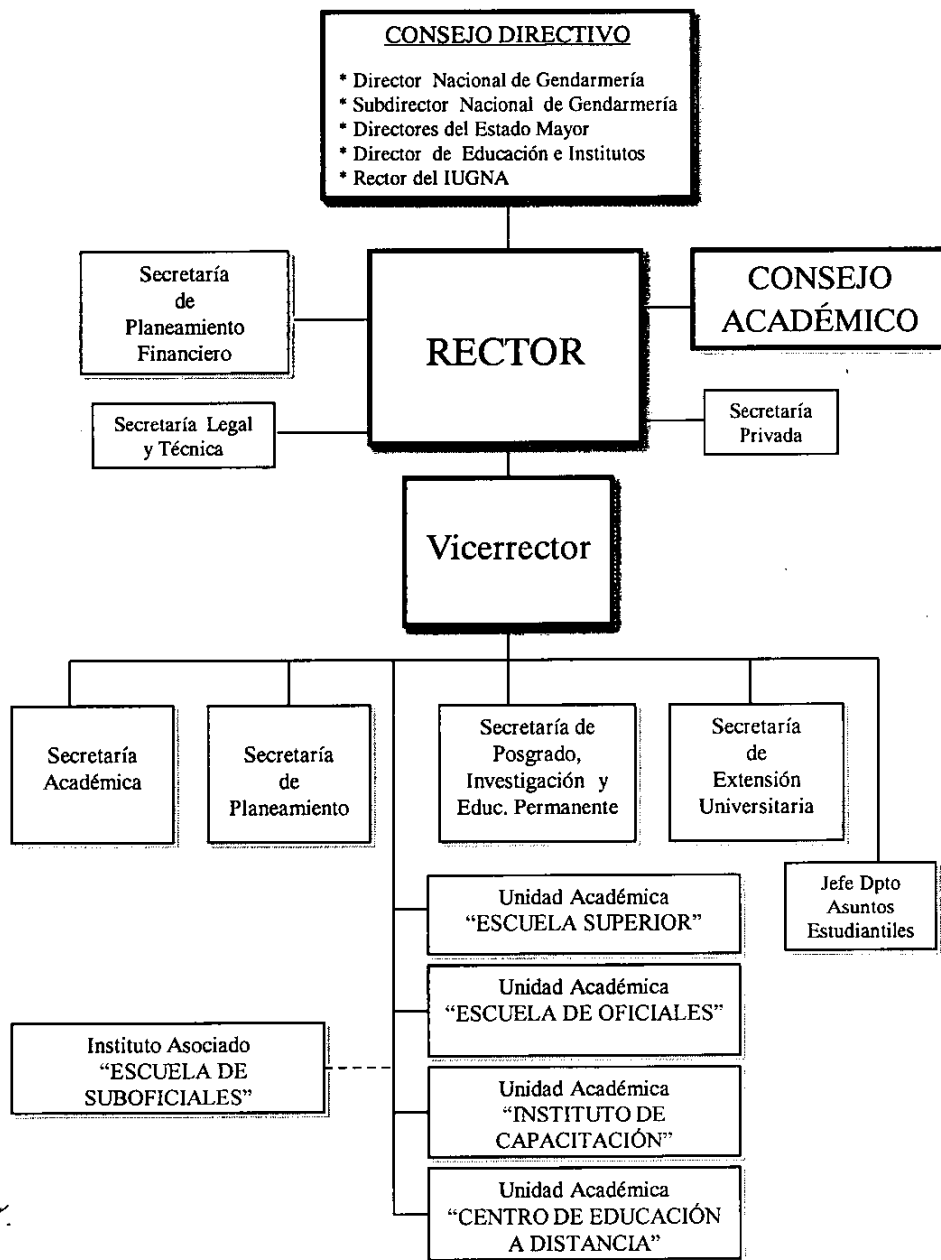 CONSEJO DIRECTIVO
* Director Nacional de Gendarmería
* Subdirector Nacional de Gendarmería
* Directores del Estado Mayor
* Director de Educación e Institutos
* Rector del IUGNA
Secretaría
de
Planeamiento
Financiero
RECTOR
CONSEJO
ACADÉMICO
Secretaría Legal
y Técnica
Secretaría
Privada
Vicerrector
Secretaría
Académica
Secretaría
de
Planeamiento
Secretaría de
Posgrado,
Investigación y
Educ. Permanente
Secretaría
de
Extensión
Universitaria
Jefe Dpto
Asuntos
Estudiantiles
Unidad Académica
“ESCUELA SUPERIOR”
Unidad Académica
“ESCUELA DE OFICIALES”
Instituto Asociado
“ESCUELA DE
SUBOFICIALES”
Unidad Académica
“INSTITUTO DE
CAPACITACIÓN”
Unidad Académica
“CENTRO DE EDUCACIÓN
A DISTANCIA”